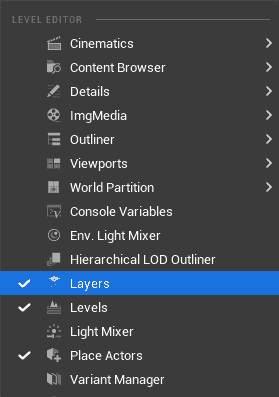 LEVEL EDITOR
Cinematics
Content Browser
Details
ImgMedia
Outliner
Viewports
World Partition
Console Variables
Env. Light Mixer
Hierarchical LOD Outliner
Layers
Levels
Light Mixer
Place Actors
Variant Manager